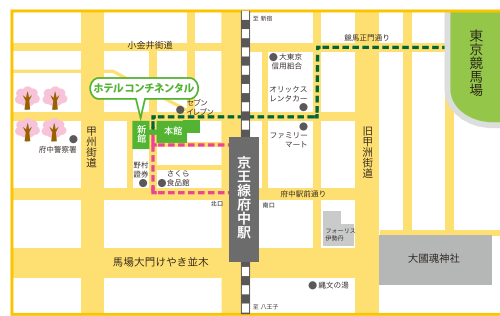 至 新宿
小金井街道
競馬正門通り
東京競馬場
大東京
信用組合
ホテルコンチネンタル
オリックス
レンタカー
セブン
イレブン
新館
本館
ファミリー
マート
甲州街道
旧甲洲街道
府中警察署
京王線府中駅
野村
證券
さくら
食品館
府中駅前通り
北口
南口
フォーリス
伊勢丹
馬場大門けやき並木
大國魂神社
縄文の湯
至 八王子